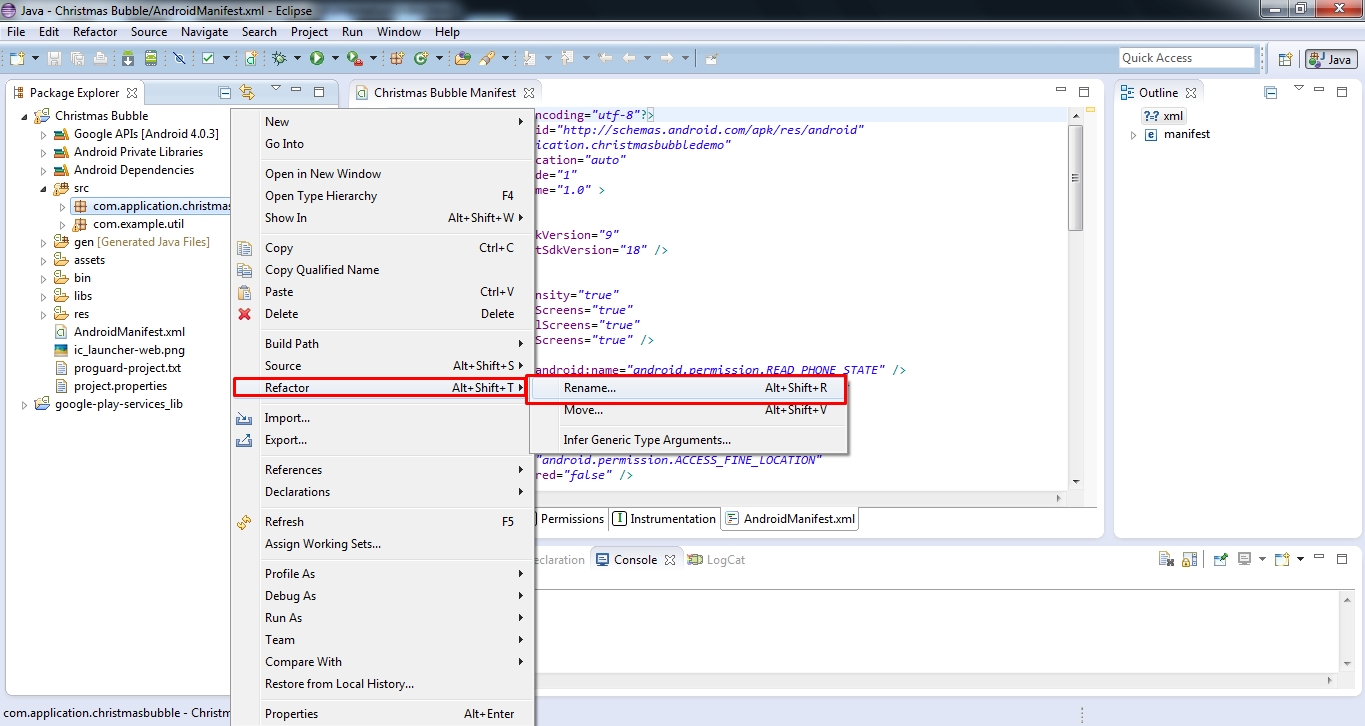 Java - Christmas Bubble/AndroidManifest.xml - Eclipse
File Edit Refactor Source Navigate Search Project Run Window Help
Quick Access
Java
Package Explorer
Christmas Bubble
Google APIs [Android 4.0.3]
Android Private Libraries
Android Dependencies
src
com.application.christmas
com.example.util
gen [Generated Java Files]
assets
bin
libs
res
AndroidManifest.xml
ic_launcher-web.png
proguard-project.txt
project.properties
google-play-services_lib
New
Go Into
Open in New Window
Open Type Hierarchy F4
Show In Alt+Shift+W
Copy Ctrl+C
Copy Qualified Name
Paste Ctrl+V
Delete Delete
Build Path
Source Alt+Shift+S
Refactor Alt+Shift+T
Import...
Export...
References
Declarations
Refresh F5
Assign Working Sets...
Profile As
Debug As
Run As
Team
Compare With
Restore from Local History...
Properties Alt+Enter
Rename... Alt+Shift+R
Move... Alt+Shift+V
Infer Generic Type Arguments...
Christmas Bubble Manifest
ncoding="utf-8"?>
id="http://schemas.android.com/apk/res/android"
ication.christmasbubbledemo"
cation="auto"
de="1"
me="1.0" >
kVersion="9"
tSdkVersion="18" />
nsity="true"
Screens="true"
lScreens="true"
Screens="true" />
android:name="android.permission.READ_PHONE_STATE" />
"android.permission.ACCESS_FINE_LOCATION"
red="false" />
Permissions
Instrumentation
AndroidManifest.xml
Outline
?=? xml
e manifest
eclaration
Console
LogCat
com.application.christmasbubble - Christm